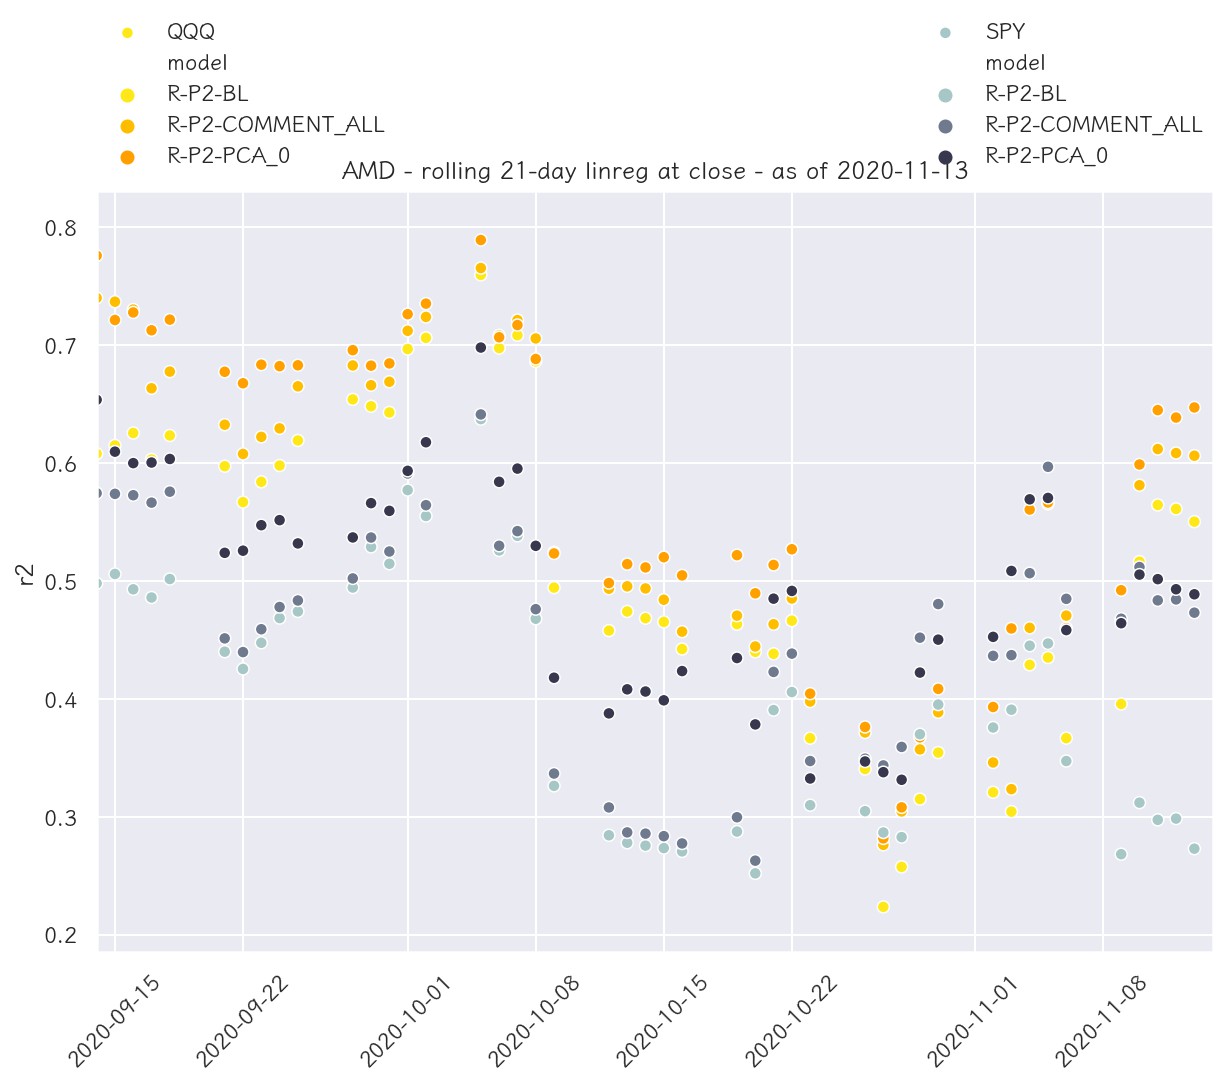 QQQ
model
R-P2-BL
R-P2-COMMENT_ALL
R-P2-PCA_0
SPY
model
R-P2-BL
R-P2-COMMENT_ALL
R-P2-PCA_0
AMD - rolling 21-day linreg at close - as of 2020-11-13
r2
0.8
0.7
0.6
0.5
0.4
0.3
0.2
2020-09-15
2020-09-22
2020-10-01
2020-10-08
2020-10-15
2020-10-22
2020-11-01
2020-11-08